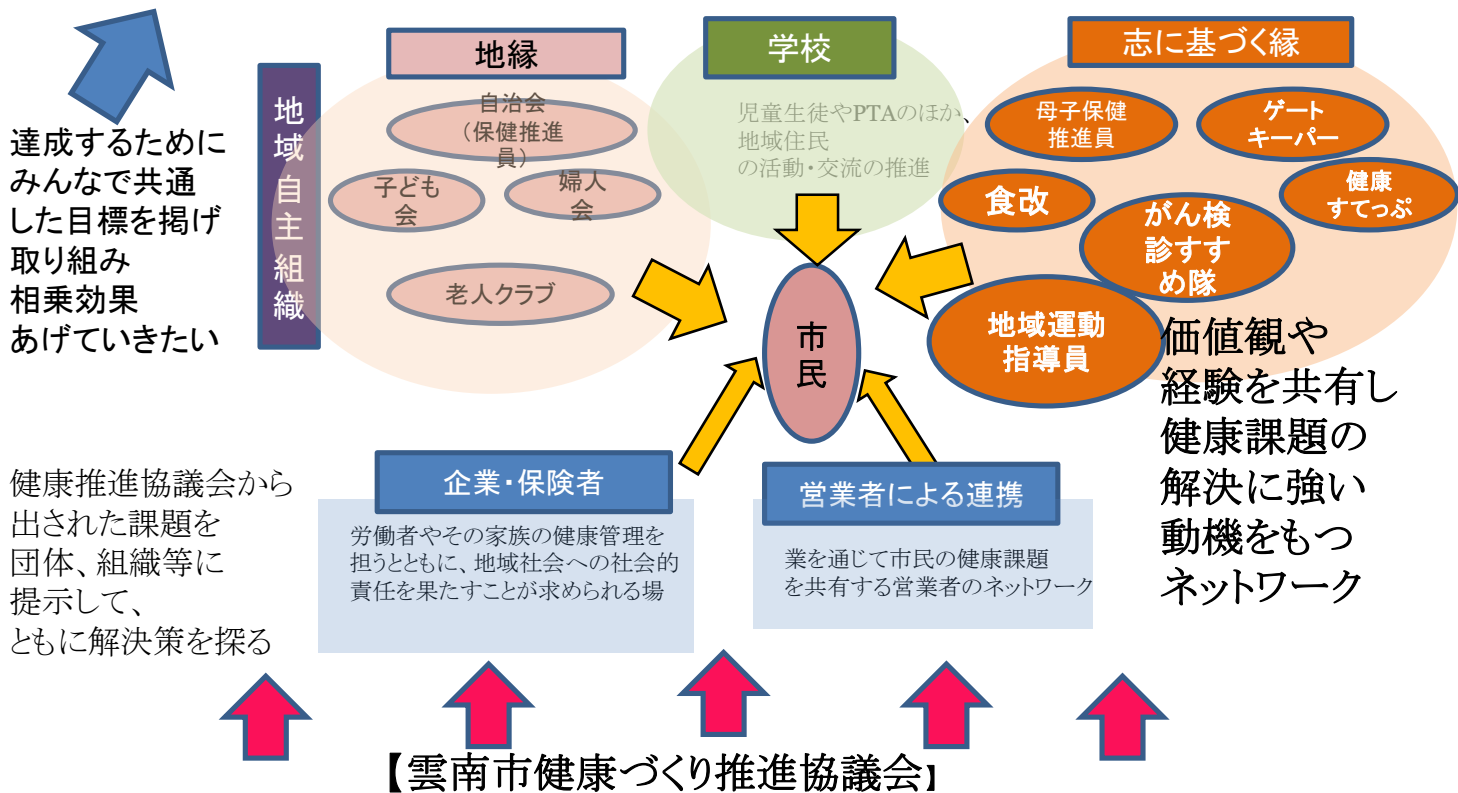 地縁
学校
志に基づく縁
地
域
自
主
組
織
達成するために
みんなで共通
した目標を掲げ
取り組み
相乗効果
あげていきたい
自治会
(保健推進
員)
子ども
会
婦人
会
老人クラブ
児童生徒やPTAのほか、
地域住民
の活動・交流の推進
母子保健
推進員
ゲート
キーパー
食改
がん検
診すす
め隊
健康
すてっぷ
地域運動
指導員
市
民
価値観や
経験を共有し
健康課題の
解決に強い
動機をもつ
ネットワーク
健康推進協議会から
出された課題を
団体、組織等に
提示して、
ともに解決策を探る
企業・保険者
労働者やその家族の健康管理を
担うとともに、地域社会への社会的
責任を果たすことが求められる場
営業者による連携
業を通じて市民の健康課題
を共有する営業者のネットワーク
【雲南市健康づくり推進協議会】